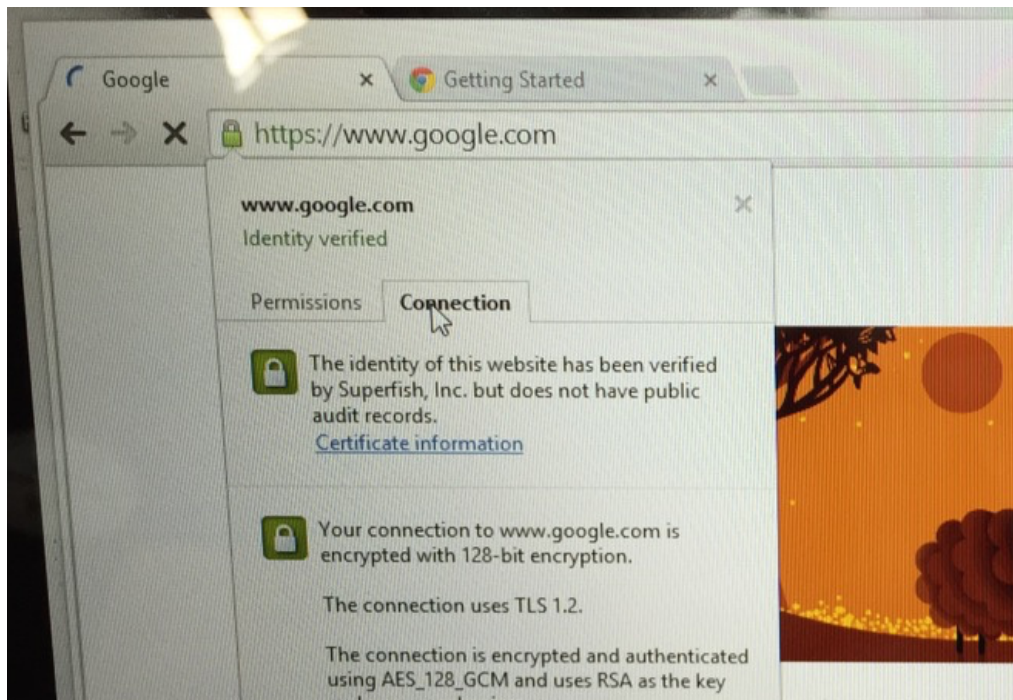 Google
Getting Started
https://www.google.com
www.google.com
Identity verified
Permissions
Connection
The identity of this website has been verified
by Superfish, Inc. but does not have public
audit records.
Certificate information
Your connection to www.google.com is
encrypted with 128-bit encryption.
The connection uses TLS 1.2.
The connection is encrypted and authenticated
using AES_128_GCM and uses RSA as the key